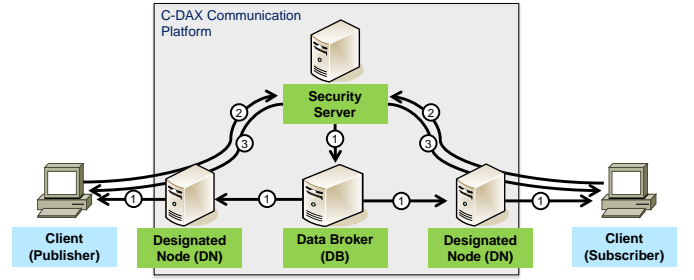 C-DAX Communication
Platform
Security
Server
2
3
1
2
3
1
1
1
1
Client
(Publisher)
Designated
Node (DN)
Data Broker
(DB)
Designated
Node (DN)
Client
(Subscriber)